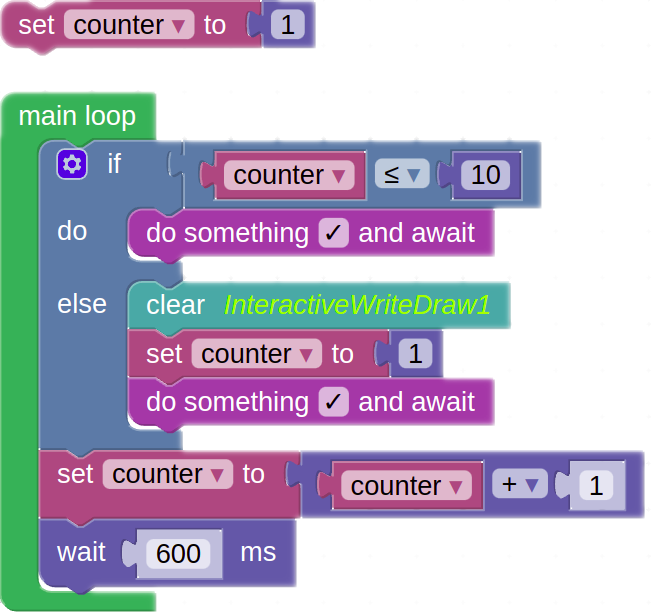 set counter ▾ to 1
main loop
if counter ▾ ≤ ▾ 10
do do something ✓ and await
else clear InteractiveWriteDraw1
set counter ▾ to 1
do something ✓ and await
set counter ▾ to counter ▾ + ▾ 1
wait 600 ms